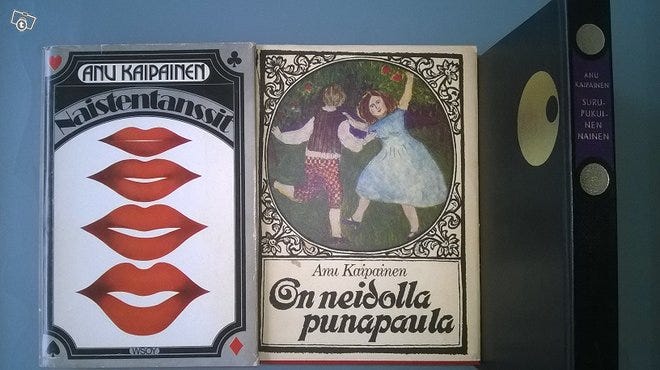 ANU KAIPAINEN
Naistentanssit
WSOY
Anu Kaipainen
On neidolla
punapaula
ANU
KAIPAINEN
SURU-
PUKUI-
NEN
NAINEN